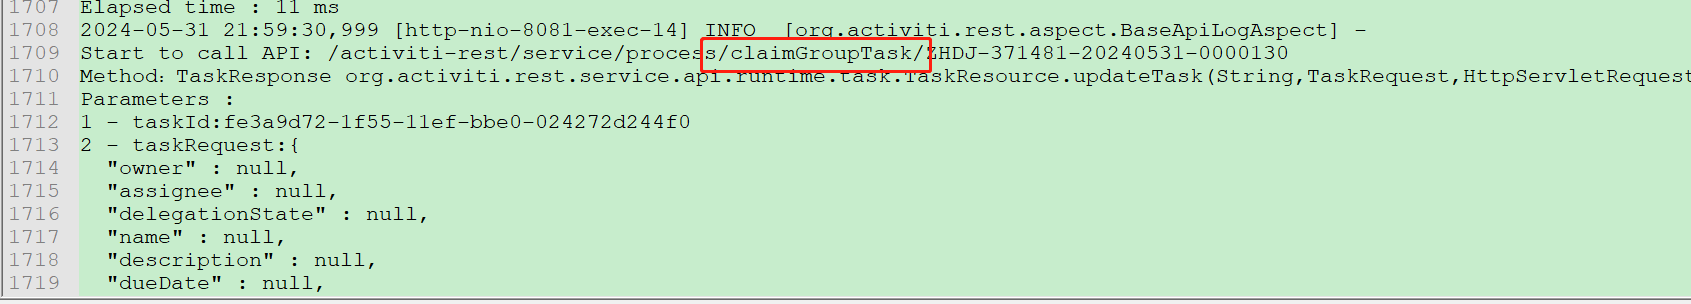 1707 Elapsed time : 11 ms
1708 2024-05-31 21:59:30,999 [http-nio-8081-exec-14] INFO  [org.activiti.rest.aspect.BaseApiLogAspect] -
1709 Start to call API: /activiti-rest/service/process/claimGroupTask/ZHDJ-371481-20240531-0000130
1710 Method: TaskResponse org.activiti.rest.service.api.runtime.task.TaskResource.updateTask(String,TaskRequest,HttpServletRequest
1711 Parameters :
1712 1 - taskId:fe3a9d72-1f55-11ef-bbe0-024272d244f0
1713 2 - taskRequest:{
1714   "owner" : null,
1715   "assignee" : null,
1716   "delegationState" : null,
1717   "name" : null,
1718   "description" : null,
1719   "dueDate" : null,